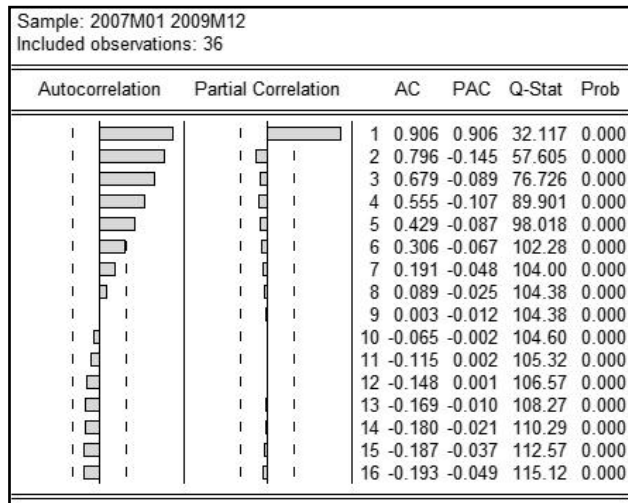 Sample: 2007M01 2009M12
Included observations: 36
Autocorrelation Partial Correlation AC PAC Q-Stat Prob
1 0.906 0.906 32.117 0.000
2 0.796 -0.145 57.605 0.000
3 0.679 -0.089 76.726 0.000
4 0.555 -0.107 89.901 0.000
5 0.429 -0.087 98.018 0.000
6 0.306 -0.067 102.28 0.000
7 0.191 -0.048 104.00 0.000
8 0.089 -0.025 104.38 0.000
9 0.003 -0.012 104.38 0.000
10 -0.065 -0.002 104.60 0.000
11 -0.115 0.002 105.32 0.000
12 -0.148 0.001 106.57 0.000
13 -0.169 -0.010 108.27 0.000
14 -0.180 -0.021 110.29 0.000
15 -0.187 -0.037 112.57 0.000
16 -0.193 -0.049 115.12 0.000